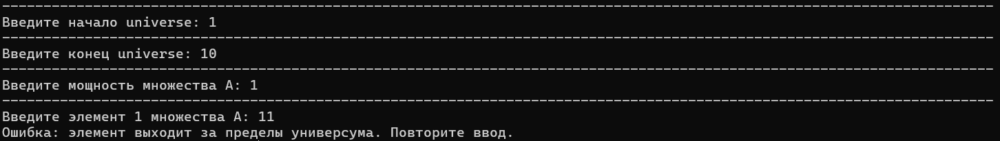 Введите начало universe: 1
Введите конец universe: 10
Введите мощность множества A: 1
Введите элемент 1 множества A: 11
Ошибка: элемент выходит за пределы универсума. Повторите ввод.